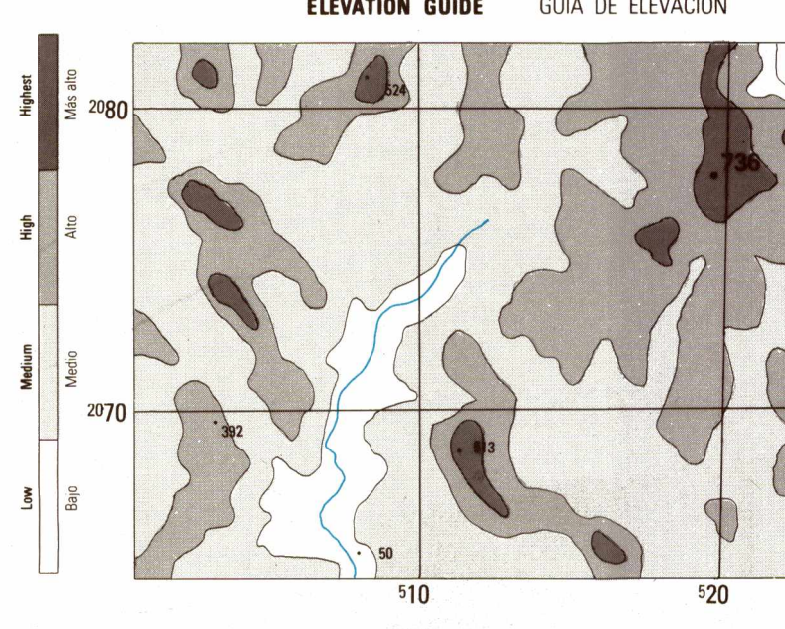 ELEVATION GUIDE GUIA DE ELEVACIÓN
Highest Más alto
High Alto
Medium Medio
Low Bajo
2080
2070
524
736
392
613
50
510
520